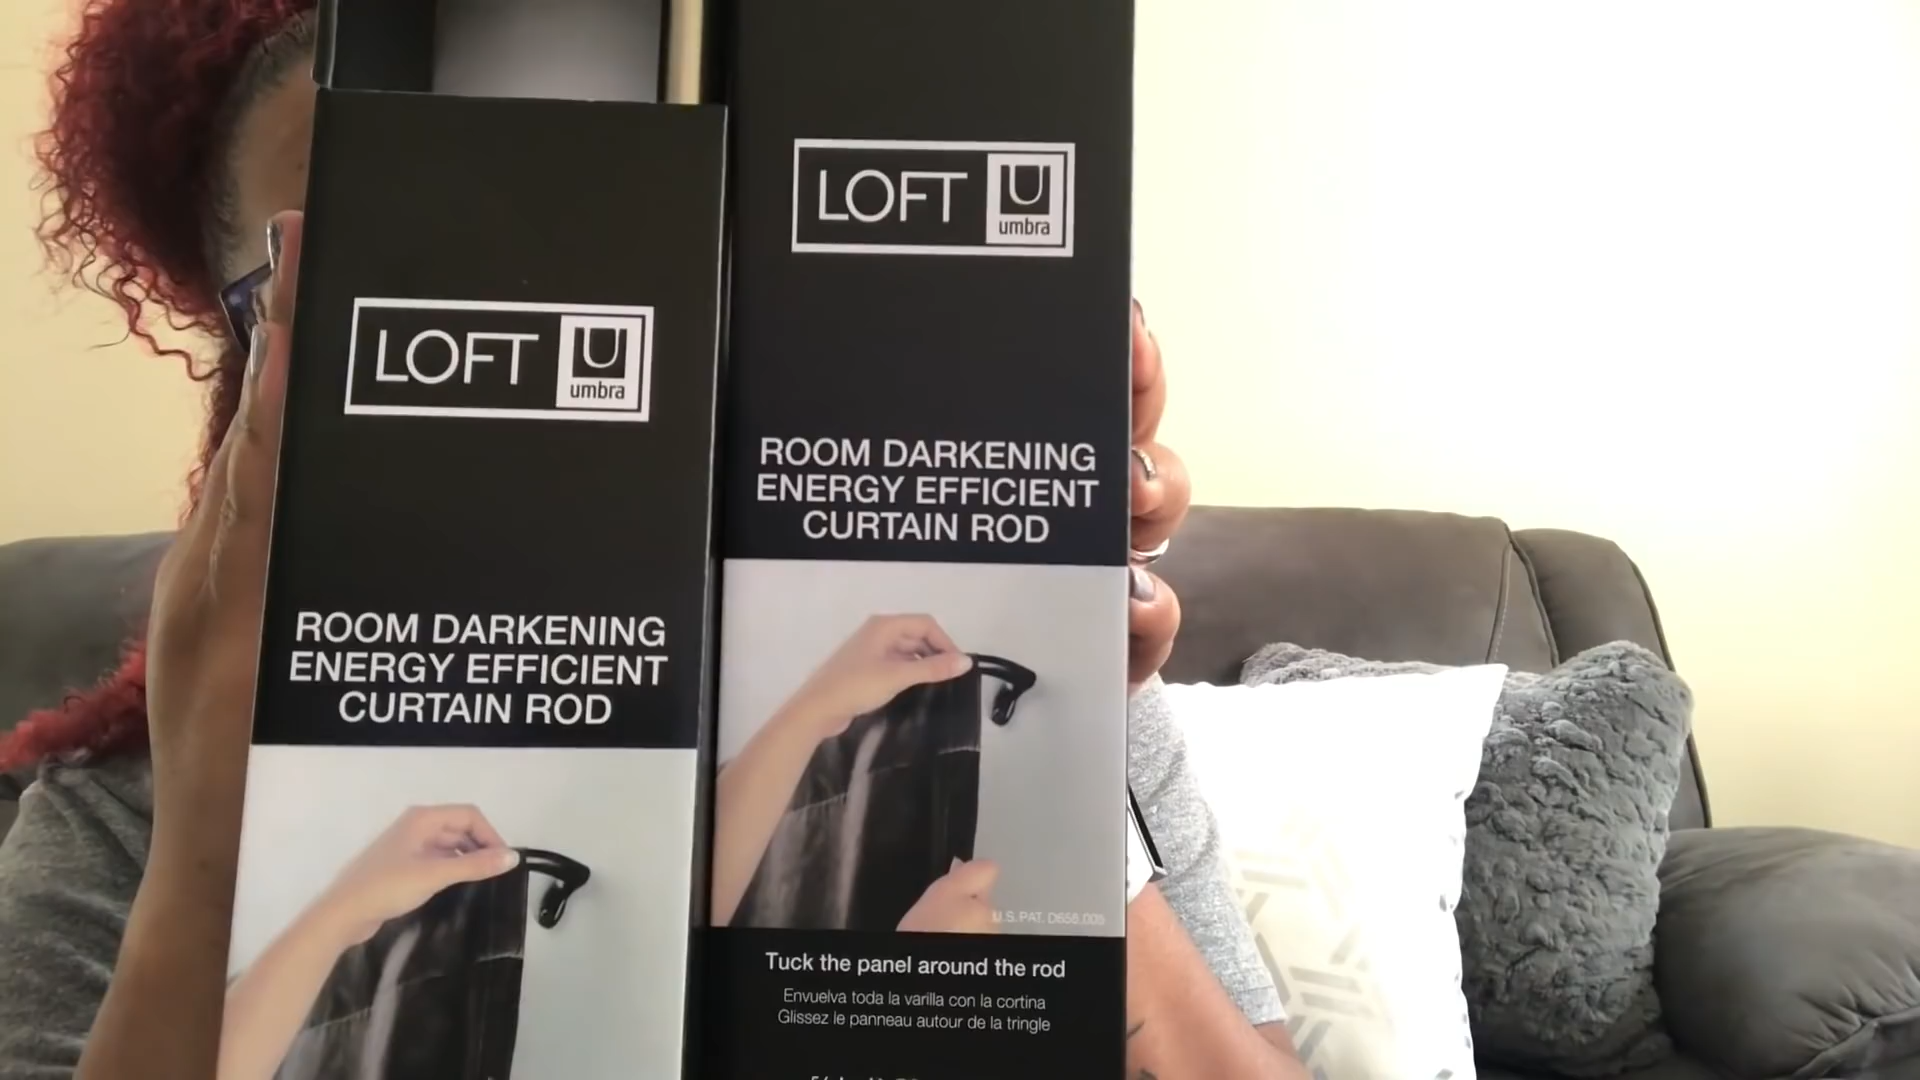 LOFT
U
umbra
ROOM DARKENING
ENERGY EFFICIENT
CURTAIN ROD
LOFT
U
umbra
ROOM DARKENING
ENERGY EFFICIENT
CURTAIN ROD
U.S. PAT. D658,005
Tuck the panel around the rod
Envuelva toda la varilla con la cortina
Glissez le panneau autour de la tringle